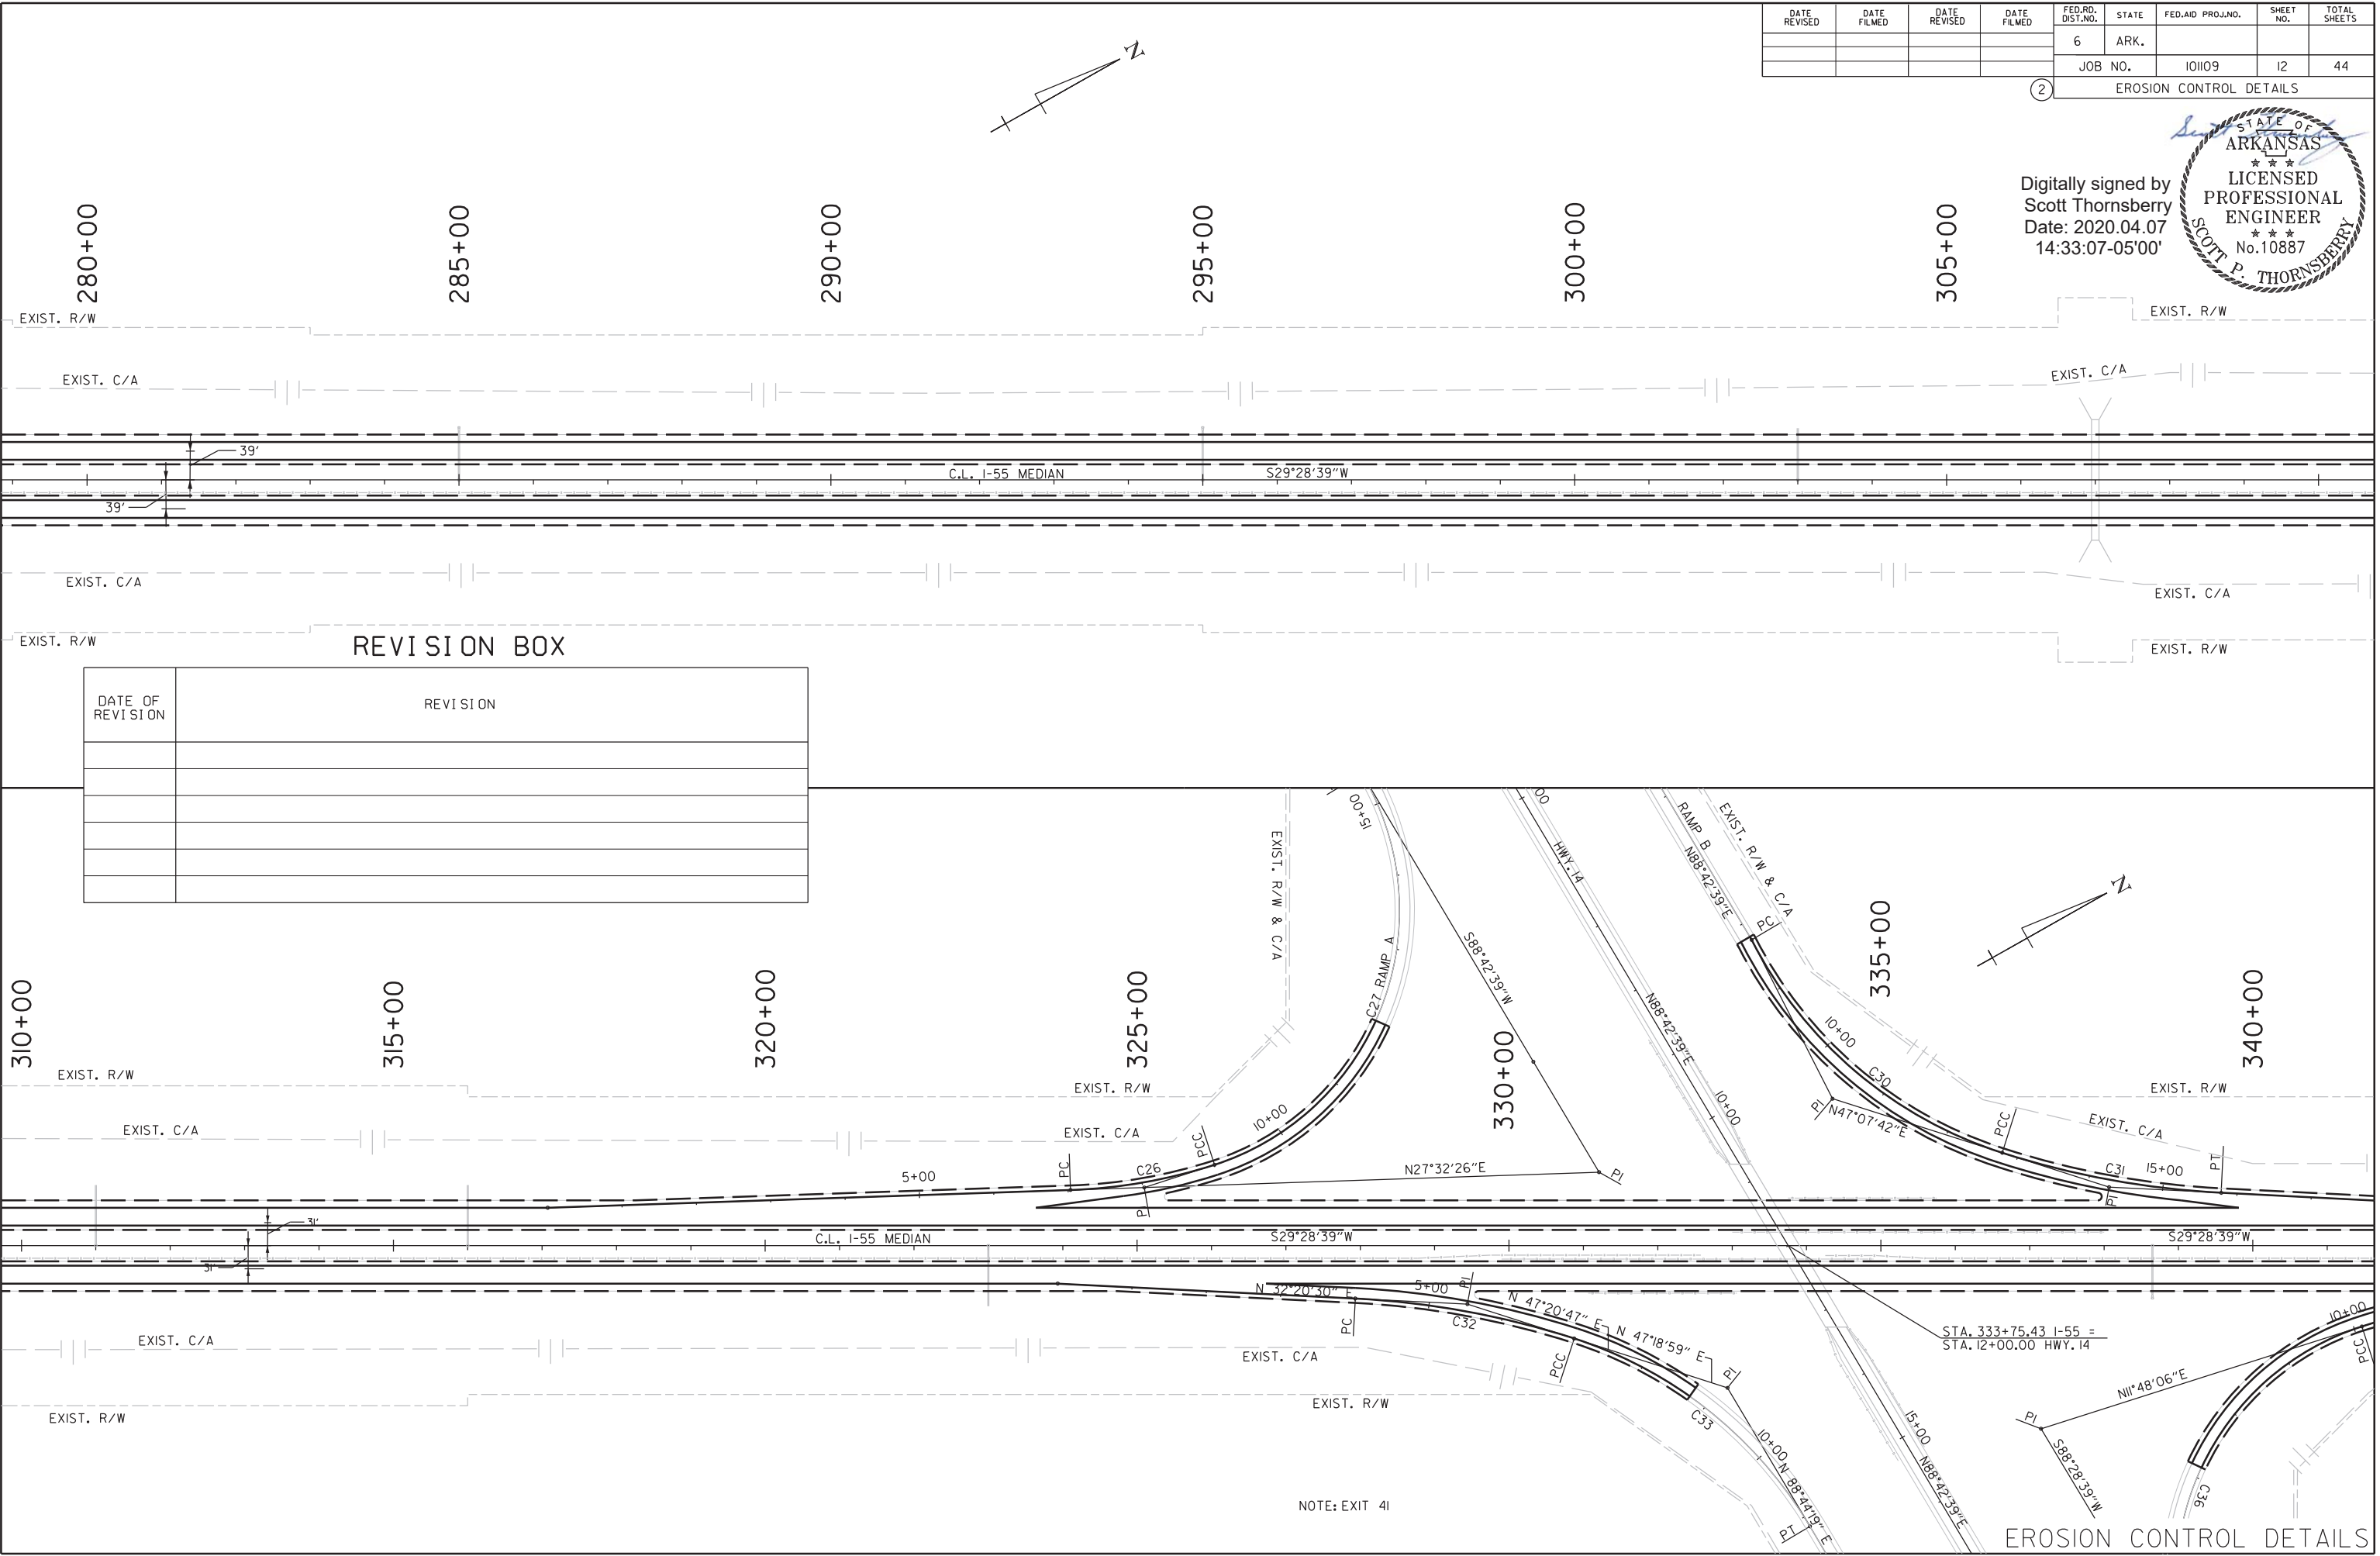 DATE REVISED
DATE FILMED
DATE REVISED
DATE FILMED
FED.RD. DIST.NO.
STATE
FED.AID PROJ.NO.
SHEET NO.
TOTAL SHEETS
6
ARK.
JOB NO.
101109
12
44
2
EROSION CONTROL DETAILS
N
STATE OF
ARKANSAS
LICENSED
PROFESSIONAL
ENGINEER
No.10887
SCOTT P. THORNSBERRY
Digitally signed by
Scott Thornsberry
Date: 2020.04.07
14:33:07-05'00'
280+00
285+00
290+00
295+00
300+00
305+00
EXIST. R/W
EXIST. R/W
EXIST. C/A
EXIST. C/A
39'
C.L. I-55 MEDIAN
S29°28'39"W
39'
EXIST. C/A
EXIST. C/A
EXIST. R/W
EXIST. R/W
REVISION BOX
DATE OF
REVISION
REVISION
15+00
00
HWY.14
RAMP B
N88°42'39"E
EXIST. R/W & C/A
EXIST. R/W & C/A
C27 RAMP A
S88°42'39"W
N88°42'39"E
PC
N
310+00
315+00
320+00
325+00
330+00
335+00
340+00
EXIST. R/W
EXIST. R/W
EXIST. R/W
10+00
10+00
10+00
C30
PI
N47°07'42"E
PCC
EXIST. C/A
EXIST. C/A
EXIST. C/A
PCC
PC
C26
5+00
N27°32'26"E
PI
PI
C31
15+00
PT
PI
31'
31'
C.L. I-55 MEDIAN
S29°28'39"W
S29°28'39"W
N 32°20'30" E
5+00
PI
PC
C32
N 47°20'47" E
N 47°18'59" E
PCC
PI
C33
STA. 333+75.43 I-55 =
STA. 12+00.00 HWY. 14
10+00
PCC
N11°48'06"E
PI
S88°28'39"W
C36
EXIST. C/A
EXIST. C/A
EXIST. R/W
EXIST. R/W
10+00
N 88°44'19" E
PT
15+00
N88°42'39"E
NOTE: EXIT 41
EROSION CONTROL DETAILS